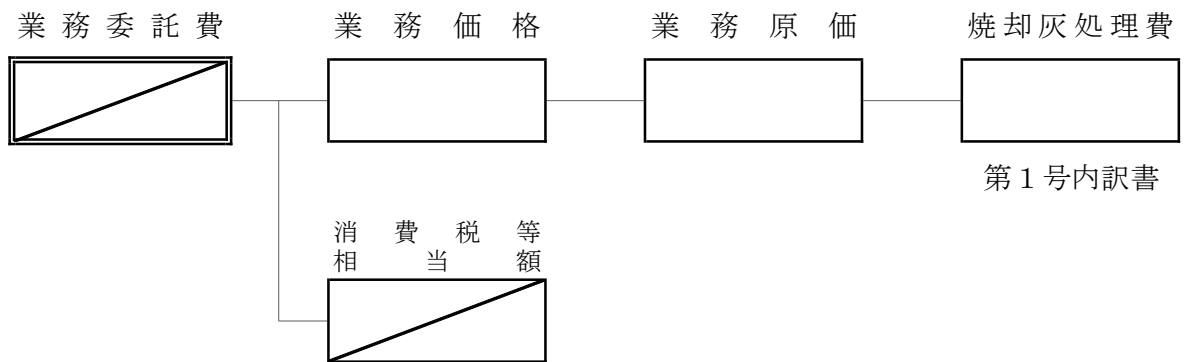 業務委託費
業務価格
業務原価
焼却灰処理費
第１号内訳書
消費税等
相当額